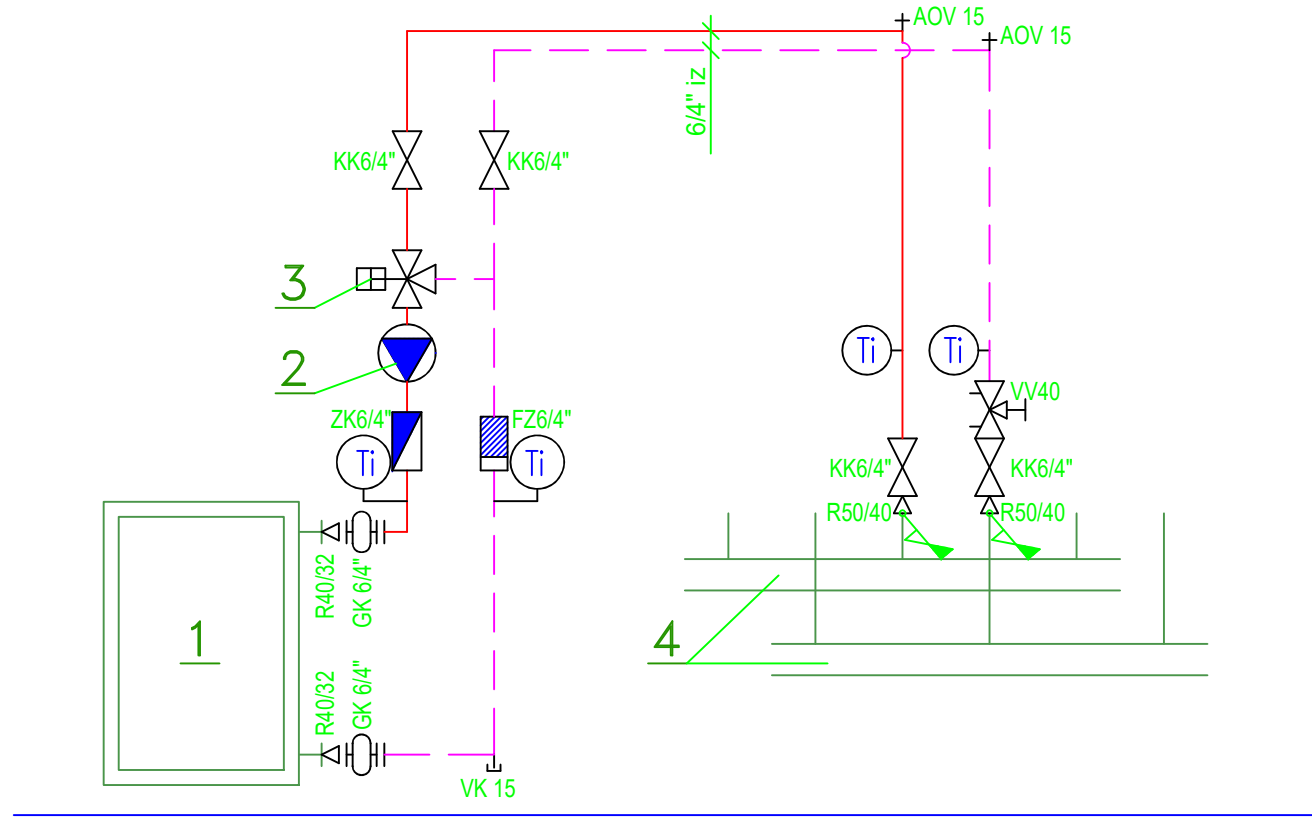 AOV 15
AOV 15
6/4" iz
KK6/4"
KK6/4"
3
2
Ti
Ti
VV40
ZK6/4"
FZ6/4"
Ti
Ti
KK6/4"
KK6/4"
R50/40
R50/40
R40/32
GK 6/4"
1
4
R40/32
GK 6/4"
VK 15